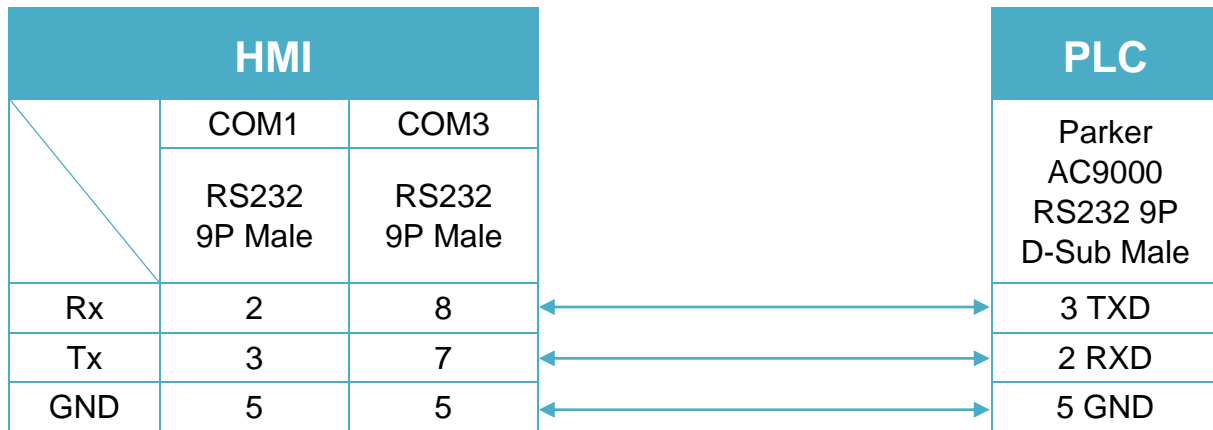 HMI
PLC
COM1 COM3
Parker
AC9000
RS232 9P
D-Sub Male
RS232
9P Male
RS232
9P Male
Rx 2 8 3 TXD
Tx 3 7 2 RXD
GND 5 5 5 GND